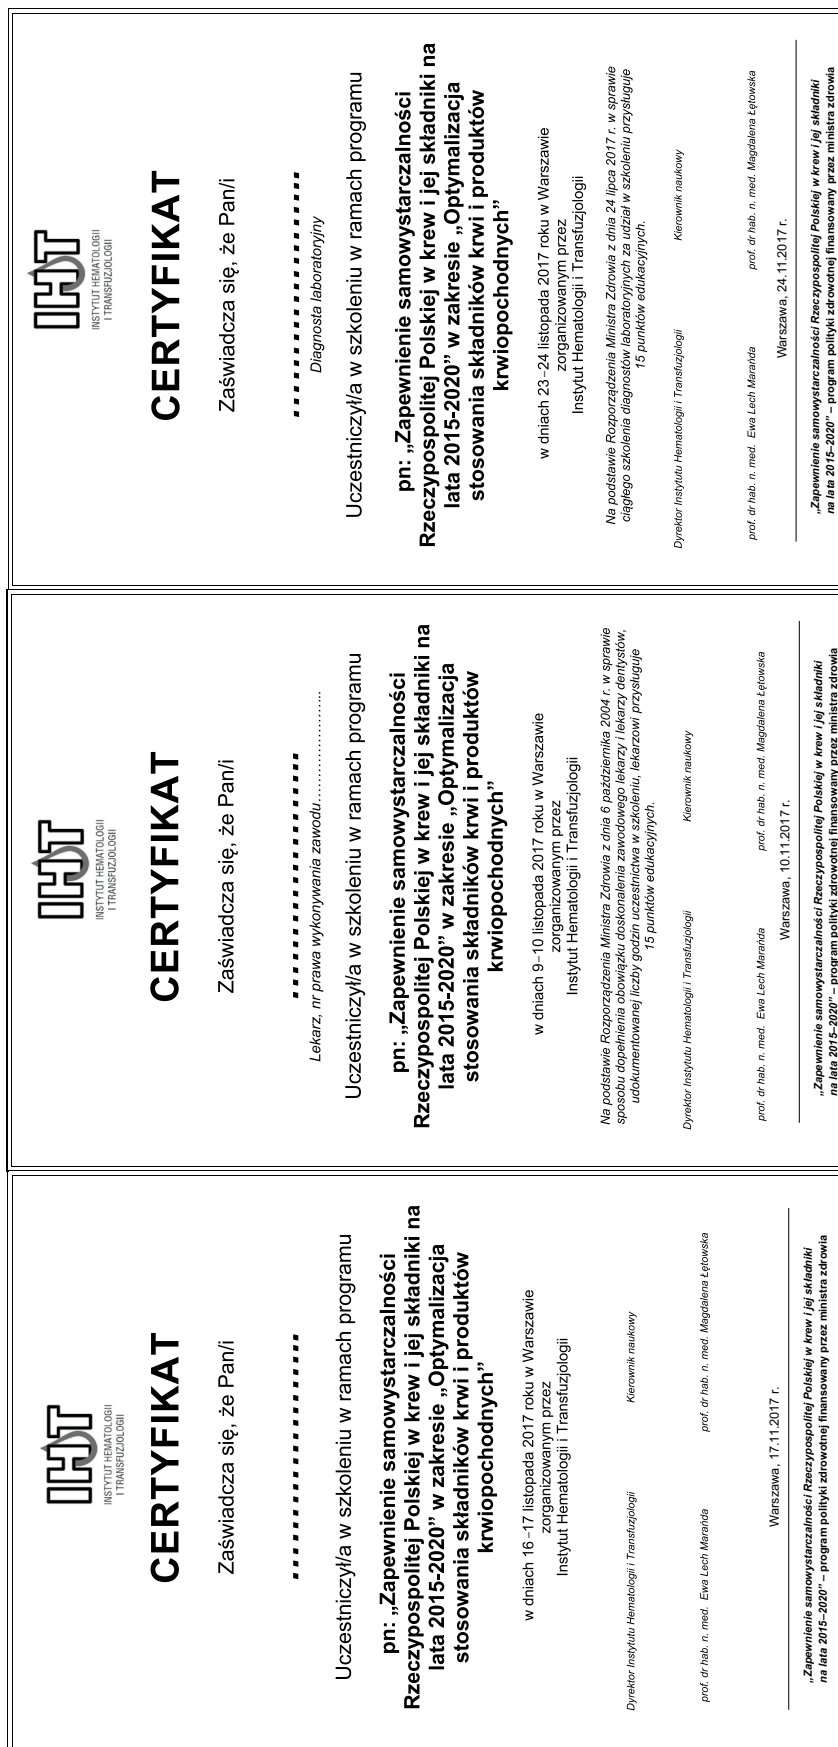 IHIT
INSTYTUT HEMATOLOGII
I TRANSFUZJOLOGII
CERTYFIKAT
Zaświadcza się, że Pan/i
................
Diagnosta laboratoryjny
Uczestniczył/a w szkoleniu w ramach programu
pn: „Zapewnienie samowystarczalności
Rzeczypospolitej Polskiej w krew i jej składniki na
lata 2015-2020” w zakresie „Optymalizacja
stosowania składników krwi i produktów
krwiopochodnych”
w dniach 23–24 listopada 2017 roku w Warszawie
zorganizowanym przez
Instytut Hematologii i Transfuzjologii
Na podstawie Rozporządzenia Ministra Zdrowia z dnia 24 lipca 2017 r. w sprawie
ciągłego szkolenia diagnostów laboratoryjnych za udział w szkoleniu przysługuje
15 punktów edukacyjnych.
Dyrektor Instytutu Hematologii i Transfuzjologii Kierownik naukowy
prof. dr hab. n. med. Ewa Lech Marańda prof. dr hab. n. med. Magdalena Łętowska
Warszawa, 24.11.2017 r.
„Zapewnienie samowystarczalności Rzeczypospolitej Polskiej w krew i jej składniki
na lata 2015–2020” – program polityki zdrowotnej finansowany przez ministra zdrowia
IHIT
INSTYTUT HEMATOLOGII
I TRANSFUZJOLOGII
CERTYFIKAT
Zaświadcza się, że Pan/i
................
Lekarz, nr prawa wykonywania zawodu........................
Uczestniczył/a w szkoleniu w ramach programu
pn: „Zapewnienie samowystarczalności
Rzeczypospolitej Polskiej w krew i jej składniki na
lata 2015-2020” w zakresie „Optymalizacja
stosowania składników krwi i produktów
krwiopochodnych”
w dniach 9–10 listopada 2017 roku w Warszawie
zorganizowanym przez
Instytut Hematologii i Transfuzjologii
Na podstawie Rozporządzenia Ministra Zdrowia z dnia 6 października 2004 r. w sprawie
sposobu dopełnienia obowiązku doskonalenia zawodowego lekarzy i lekarzy dentystów,
udokumentowanej liczby godzin uczestnictwa w szkoleniu, lekarzowi przysługuje
15 punktów edukacyjnych.
Dyrektor Instytutu Hematologii i Transfuzjologii Kierownik naukowy
prof. dr hab. n. med. Ewa Lech Marańda prof. dr hab. n. med. Magdalena Łętowska
Warszawa, 10.11.2017 r.
„Zapewnienie samowystarczalności Rzeczypospolitej Polskiej w krew i jej składniki
na lata 2015–2020” – program polityki zdrowotnej finansowany przez ministra zdrowia
IHIT
INSTYTUT HEMATOLOGII
I TRANSFUZJOLOGII
CERTYFIKAT
Zaświadcza się, że Pan/i
................
Uczestniczył/a w szkoleniu w ramach programu
pn: „Zapewnienie samowystarczalności
Rzeczypospolitej Polskiej w krew i jej składniki na
lata 2015-2020” w zakresie „Optymalizacja
stosowania składników krwi i produktów
krwiopochodnych”
w dniach 16–17 listopada 2017 roku w Warszawie
zorganizowanym przez
Instytut Hematologii i Transfuzjologii
Dyrektor Instytutu Hematologii i Transfuzjologii Kierownik naukowy
prof. dr hab. n. med. Ewa Lech Marańda prof. dr hab. n. med. Magdalena Łętowska
Warszawa, 17.11.2017 r.
„Zapewnienie samowystarczalności Rzeczypospolitej Polskiej w krew i jej składniki
na lata 2015–2020” – program polityki zdrowotnej finansowany przez ministra zdrowia